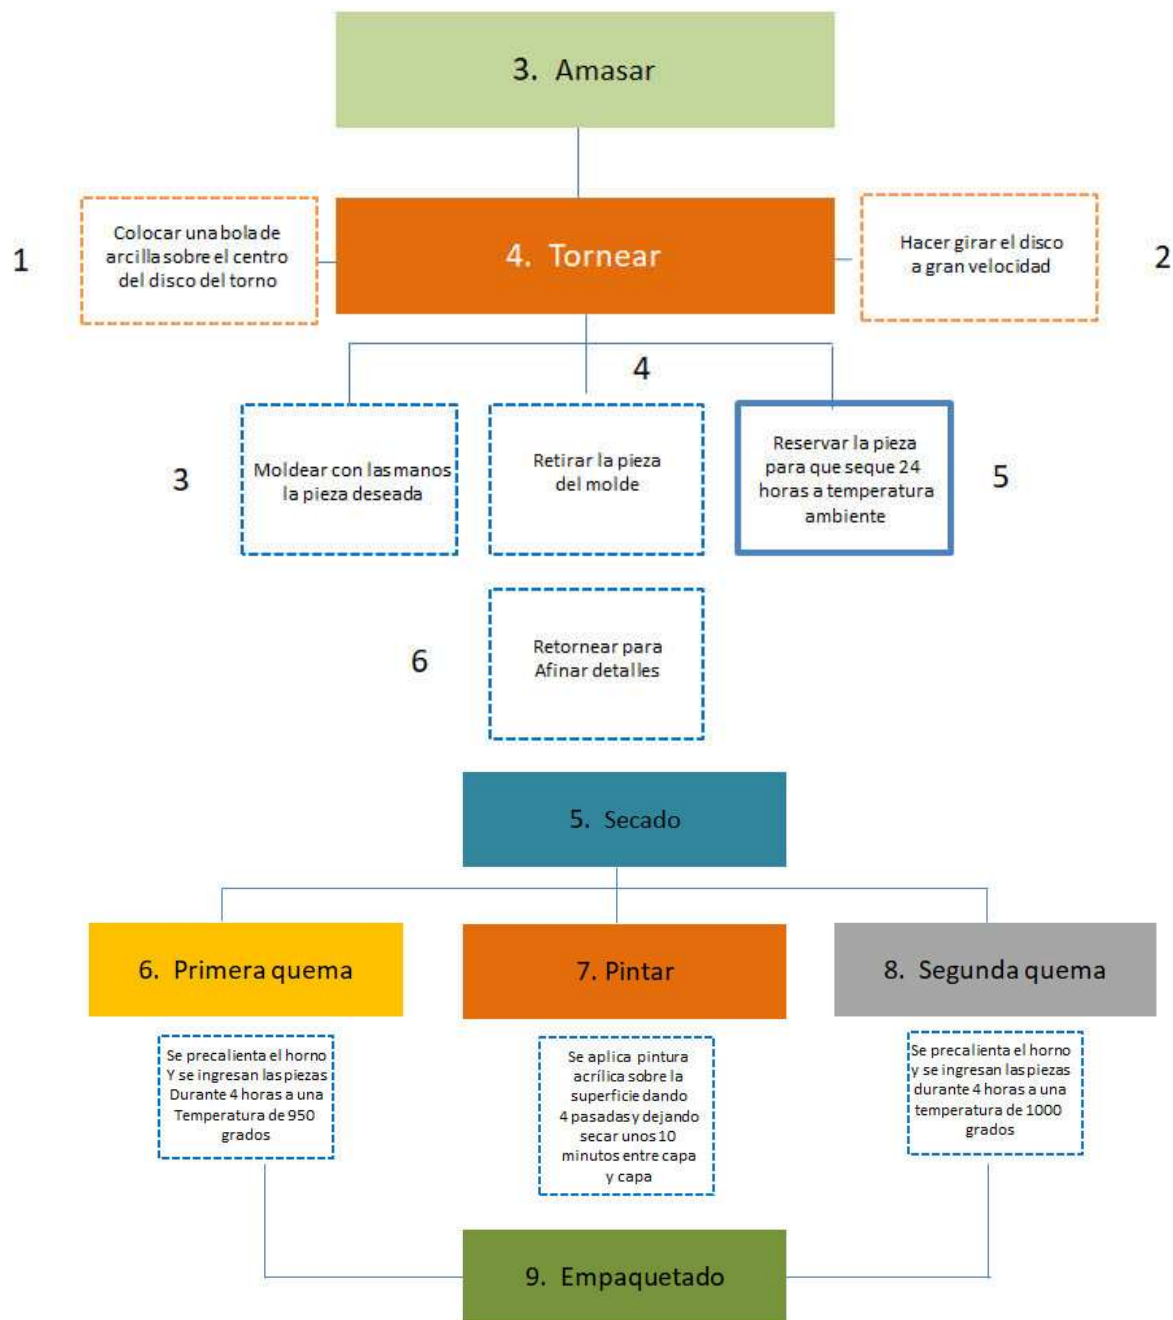 3. Amasar
1
Colocar una bola de
arcilla sobre el centro
del disco del torno
4. Tornear
Hacer girar el disco
a gran velocidad
2
3
Moldear con las manos
la pieza deseada
4
Retirar la pieza
del molde
Reservar la pieza
para que seque 24
horas a temperatura
ambiente
5
6
Retornear para
Afinar detalles
5. Secado
6. Primera quema
7. Pintar
8. Segunda quema
Se precalienta el horno
Y se ingresan las piezas
Durante 4 horas a una
Temperatura de 950
grados
Se aplica pintura
acrílica sobre la
superficie dando
4 pasadas y dejando
secar unos 10
minutos entre capa
y capa
Se precalienta el horno
y se ingresan las piezas
durante 4 horas a una
temperatura de 1000
grados
9. Empaquetado